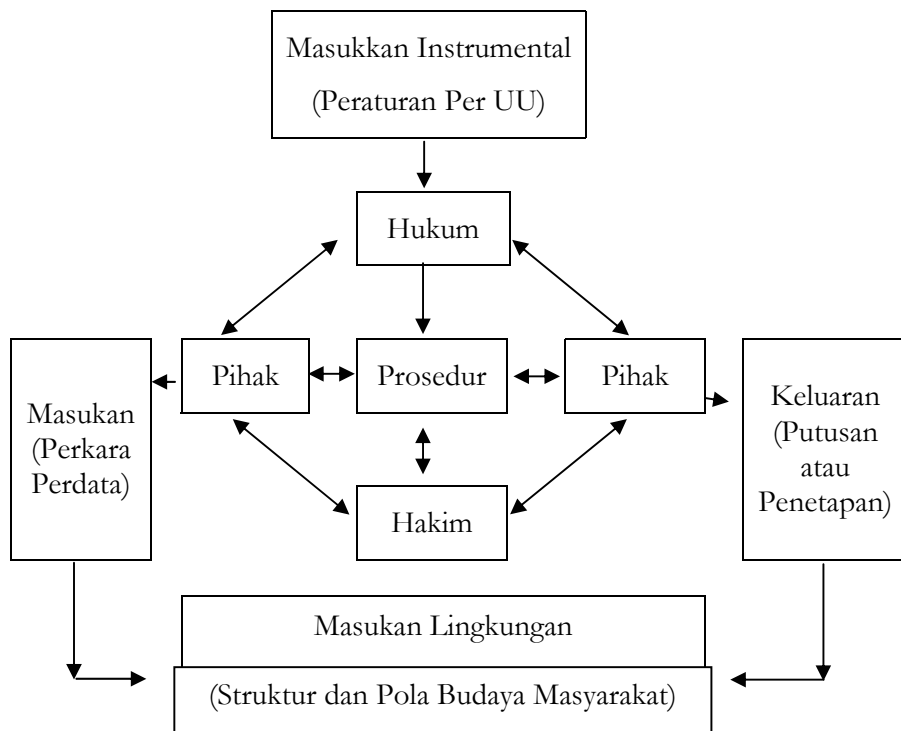 Masukkan Instrumental
(Peraturan Per UU)
Hukum
Masukan
(Perkara
Perdata)
Pihak
Prosedur
Pihak
Keluaran
(Putusan
atau
Penetapan)
Hakim
Masukan Lingkungan
(Struktur dan Pola Budaya Masyarakat)